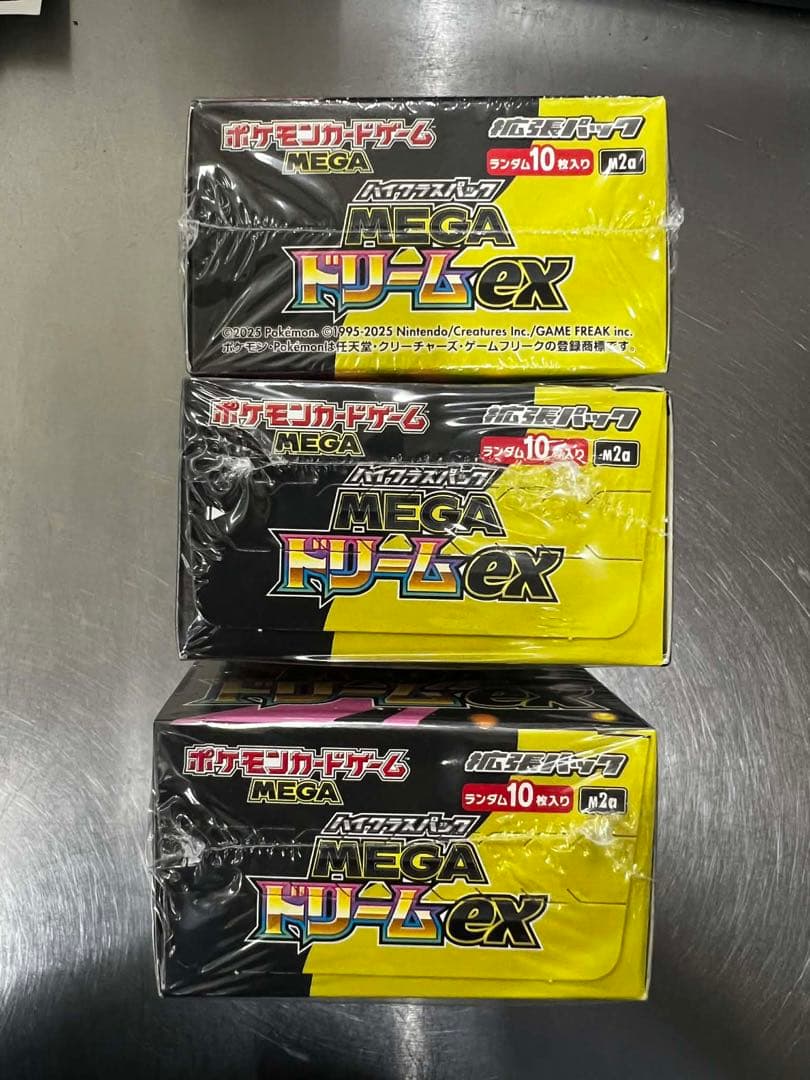 ポケモンカードゲーム
MEGA
拡張パック
ランダム10枚入り
M2a
ハイクラスパック
MEGA
ドリームex
©2025 Pokémon. ©1995-2025 Nintendo/Creatures Inc./GAME FREAK inc.
ポケモン・Pokémonは任天堂・クリーチャーズ・ゲームフリークの登録商標です。
ポケモンカードゲーム
MEGA
拡張パック
ランダム10枚入り
M2a
ハイクラスパック
MEGA
ドリームex
ドリームex
ポケモンカードゲーム
MEGA
拡張パック
ランダム10枚入り
M2a
ハイクラスパック
MEGA
ドリームex